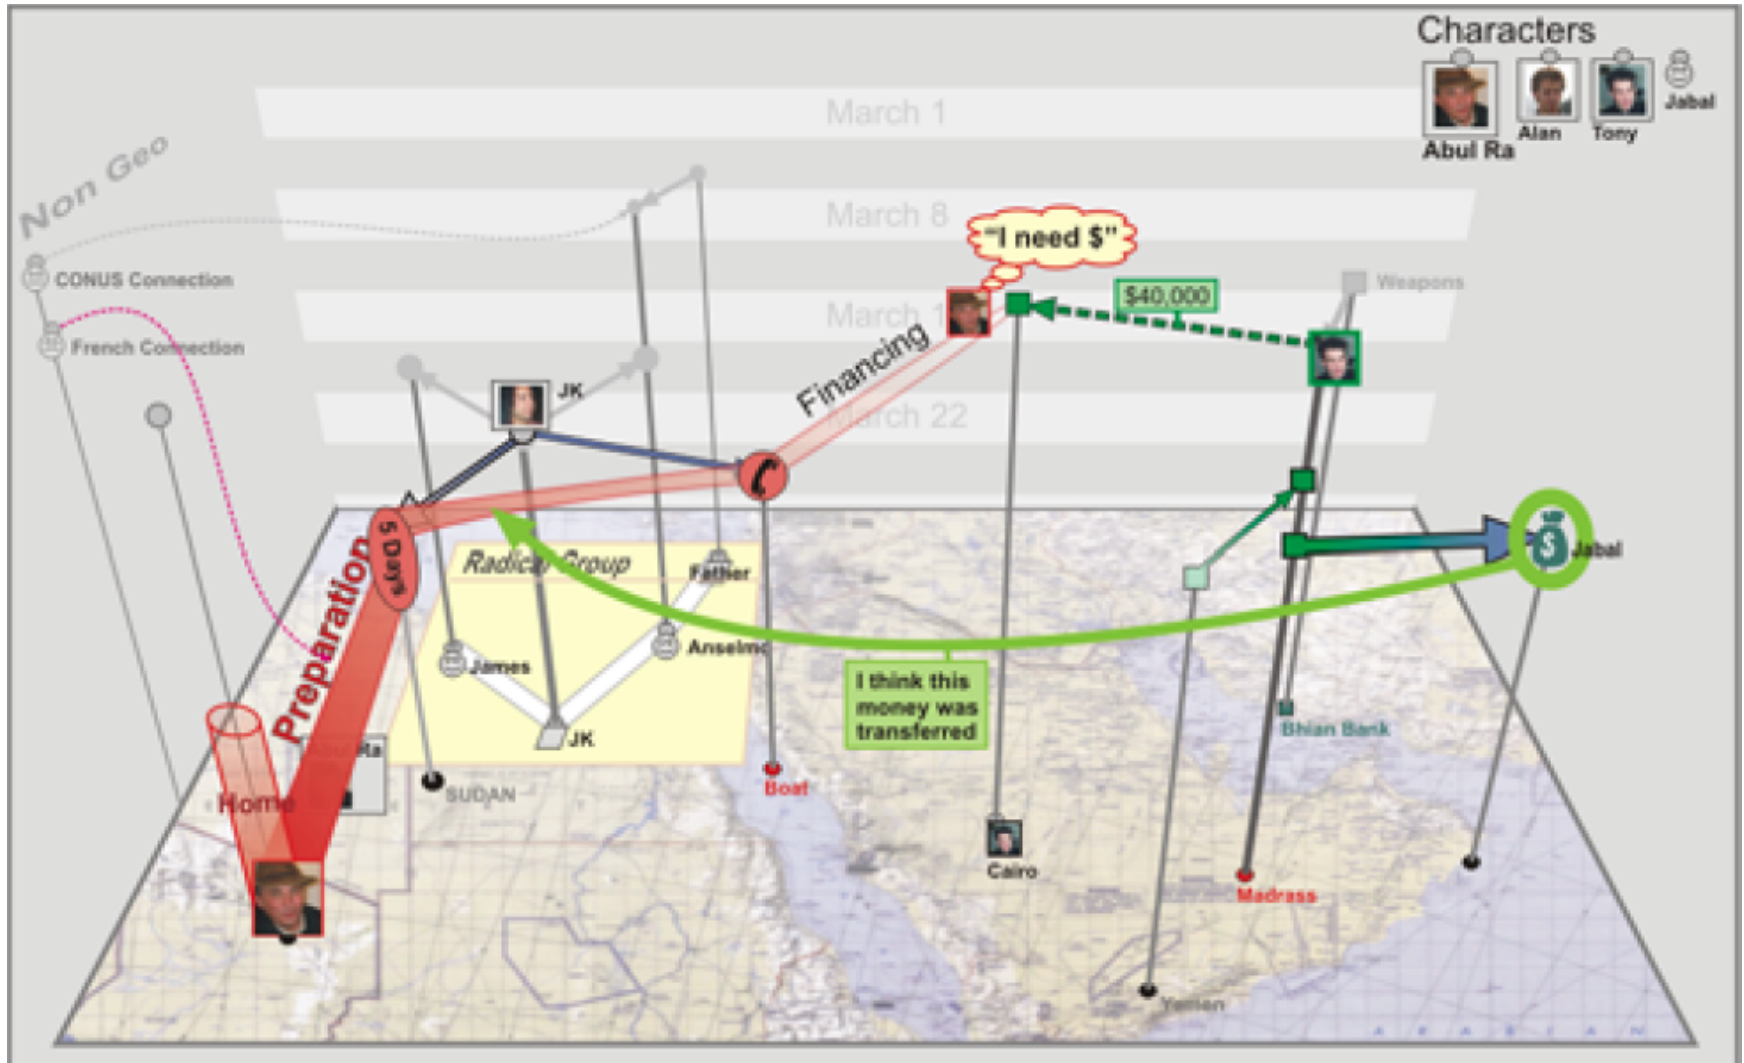 Characters
Abul Ra
Alan
Tony
Jabal
March 1
Non Geo
March 8
"I need $"
CONUS Connection
$40,000
Weapons
March 1
French Connection
Financing
JK
March 22
5 Days
Preparation
Radical Group
Father
$
Jabal
James
Anselmo
I think this
money was
transferred
JK
Bhian Bank
Home
SUDAN
Boat
Cairo
Madrass
Yemen
A R A B I A N